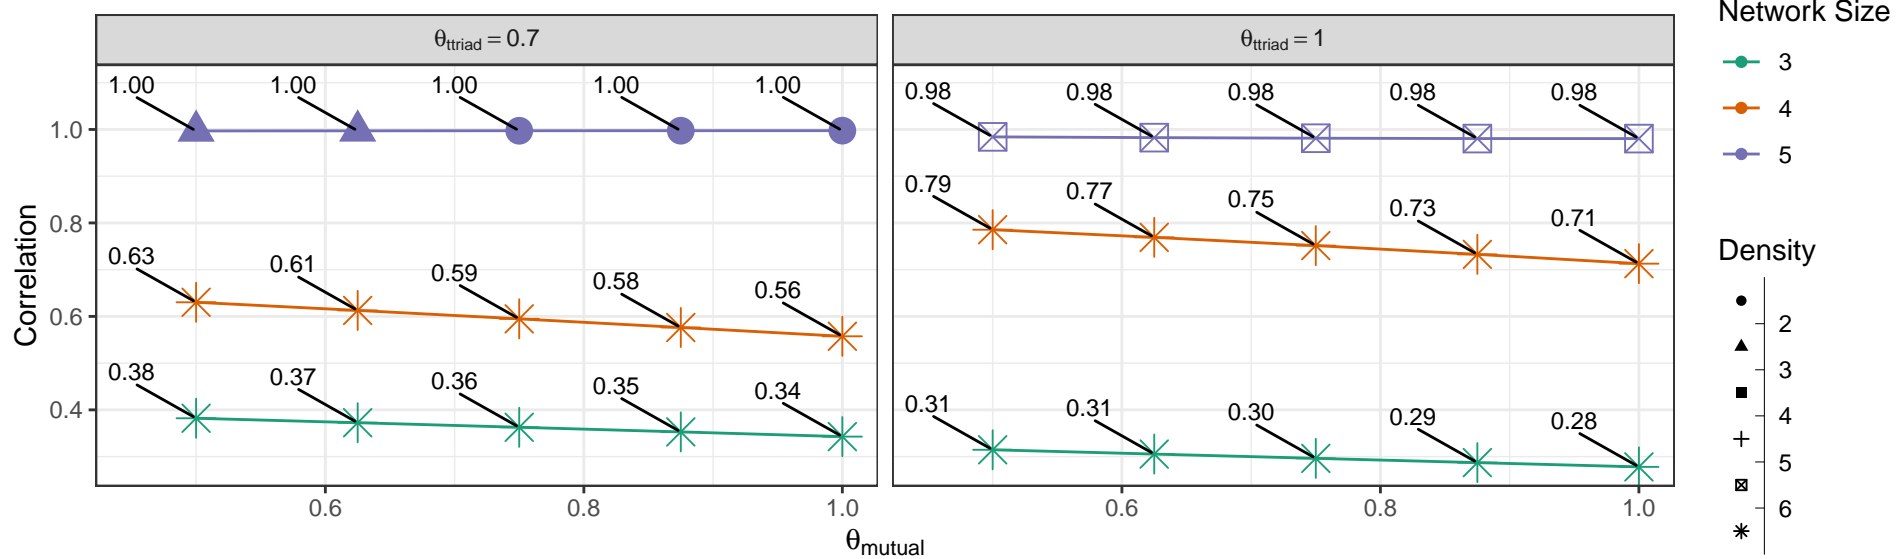 θttriad = 0.7
θttriad = 1
1.00 1.00 1.00 1.00 1.00
0.63 0.61 0.59 0.58 0.56
0.38 0.37 0.36 0.35 0.34
0.98 0.98 0.98 0.98 0.98
0.79 0.77 0.75 0.73 0.71
0.31 0.31 0.30 0.29 0.28
Correlation
1.0
0.8
0.6
0.4
0.6 0.8 1.0
0.6 0.8 1.0
θmutual
Network Size
3
4
5
Density
2
3
4
5
6